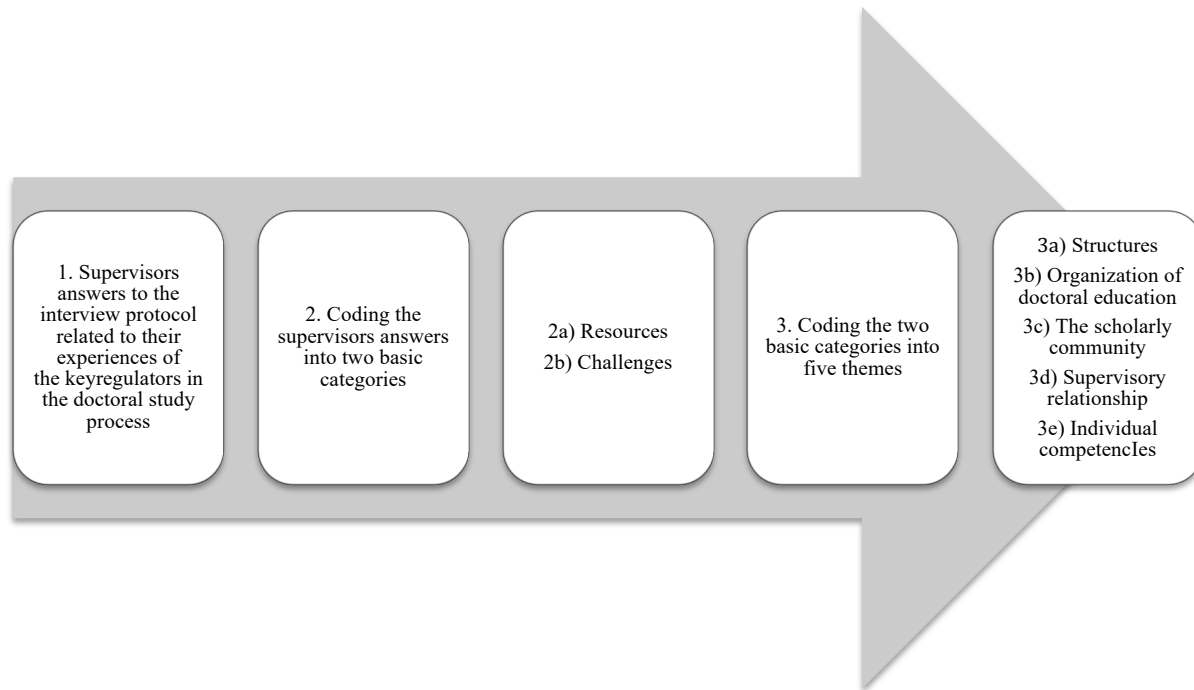 1. Supervisors
answers to the
interview protocol
related to their
experiences of
the keyregulators in
the doctoral study
process
2. Coding the
supervisors answers
into two basic
categories
2a) Resources
2b) Challenges
3. Coding the two
basic categories into
five themes
3a) Structures
3b) Organization of
doctoral education
3c) The scholarly
community
3d) Supervisory
relationship
3e) Individual
competencIes